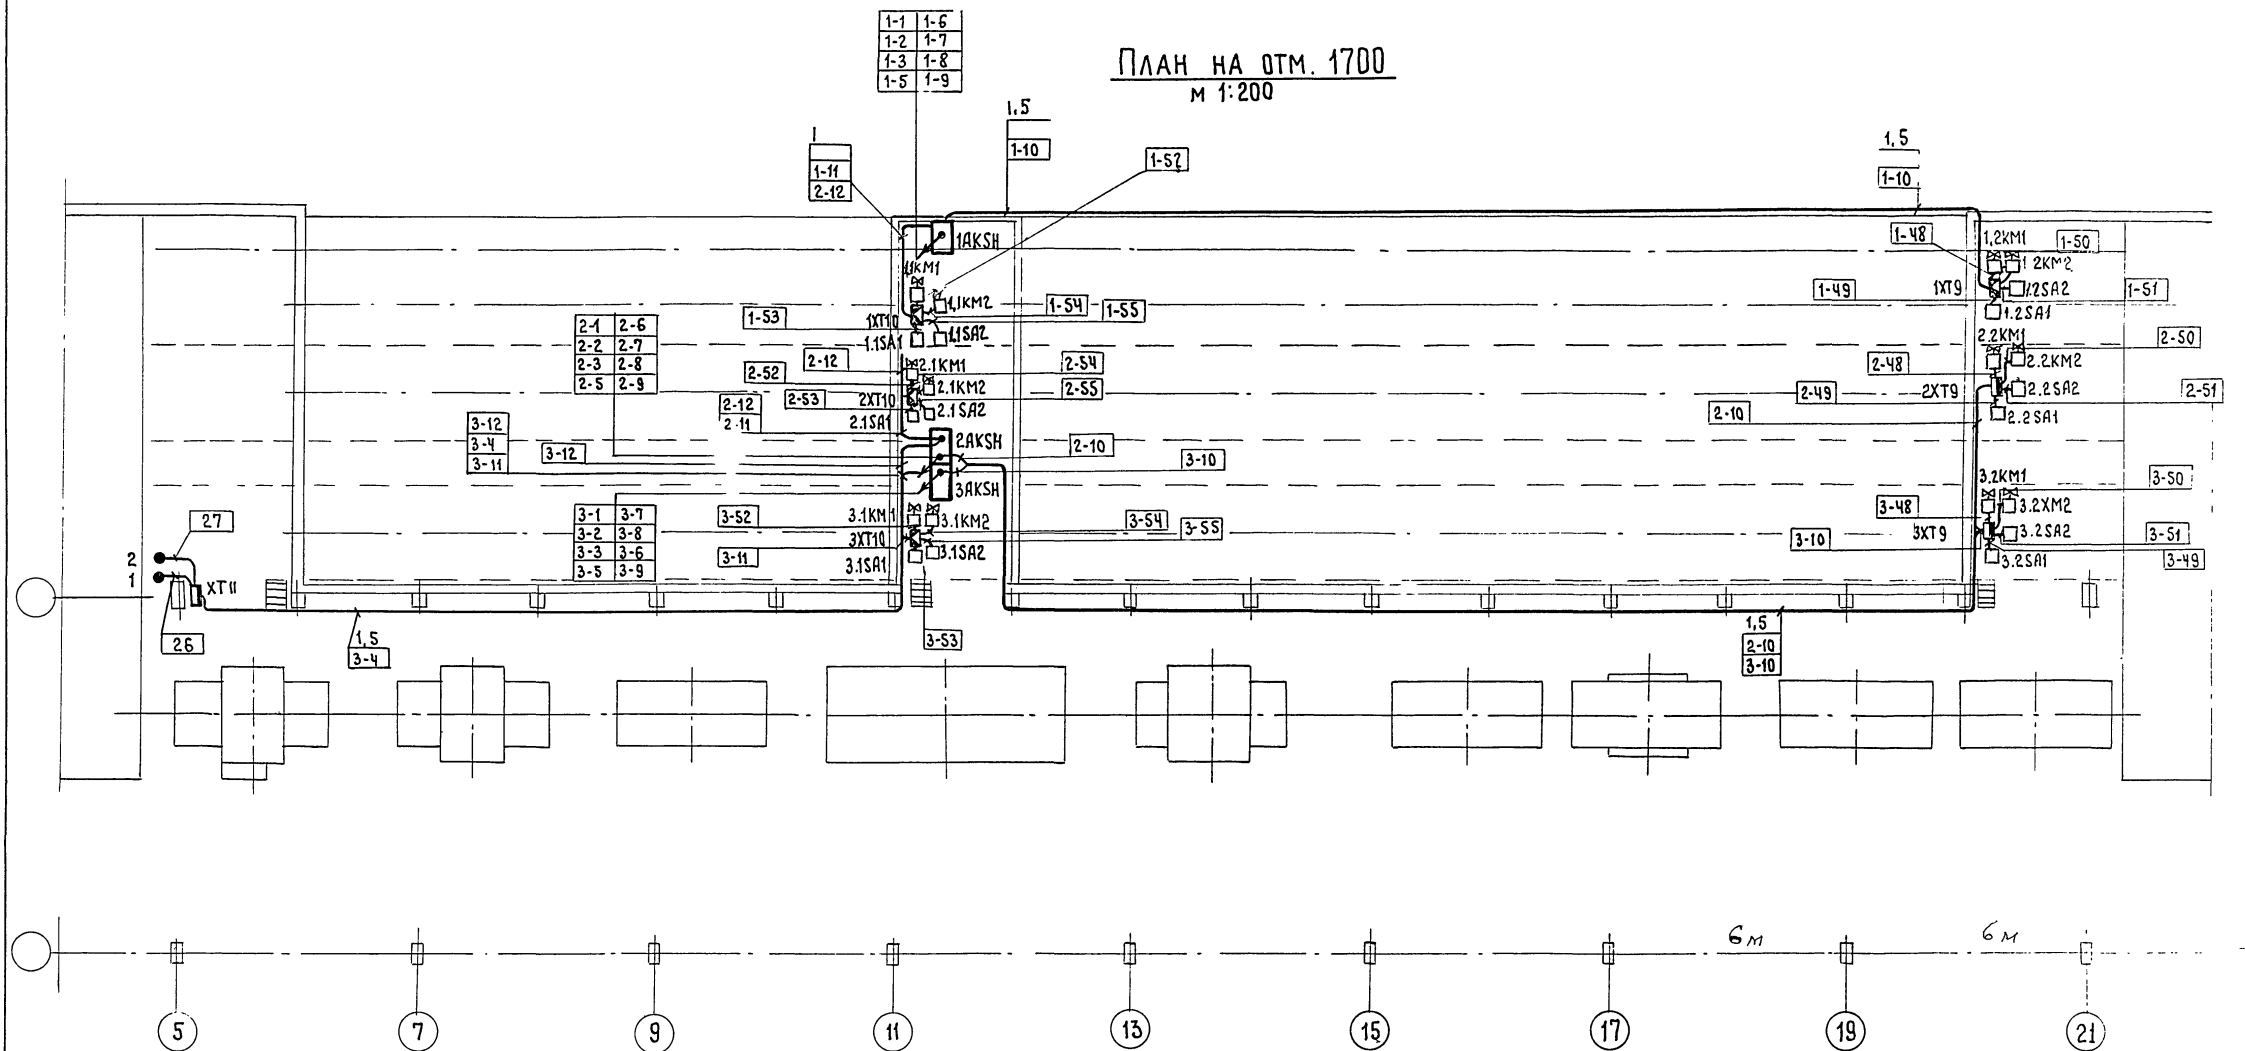 ПЛАН НА ОТМ. 1700
М 1:200
1-1 1-6
1-2 1-7
1-3 1-8
1-5 1-9
1,5
1-10
1
1-11
2-12
1-52
1,5
1-10
1AKSH
1.1KM1
1,1KM2
1-53
1XT10
1.1SA1
1.1SA2
1-54
1-55
1-48
1,2KM1
1-50
1.2KM2
1-49
1XT9
1.2SA2
1-51
1.2SA1
2-1 2-6
2-2 2-7
2-3 2-8
2-5 2-9
2-12
2.1KM1
2-54
2-52
2.1KM2
2-55
2-53
2XT10
2.1SA2
2.1SA1
2-12
2-11
2.2KM1
2-50
2-48
2.2KM2
2-49
2XT9
2.2SA2
2-51
2-10
2.2SA1
3-12
3-4
3-11
3-12
2AKSH
2-10
3-10
3AKSH
3-1 3-7
3-2 3-8
3-3 3-6
3-5 3-9
3-52
3.1KM1
3.1KM2
3-54
3-55
3XT10
3-11
3.1SA2
3.1SA1
3-53
3.2KM1
3-50
3-48
3.2XM2
3XT9
3.2SA2
3-51
3-10
3.2SA1
3-49
27
2
1
XT11
26
1,5
3-4
1,5
2-10
3-10
6 м
6 м
5
7
9
11
13
15
17
19
21